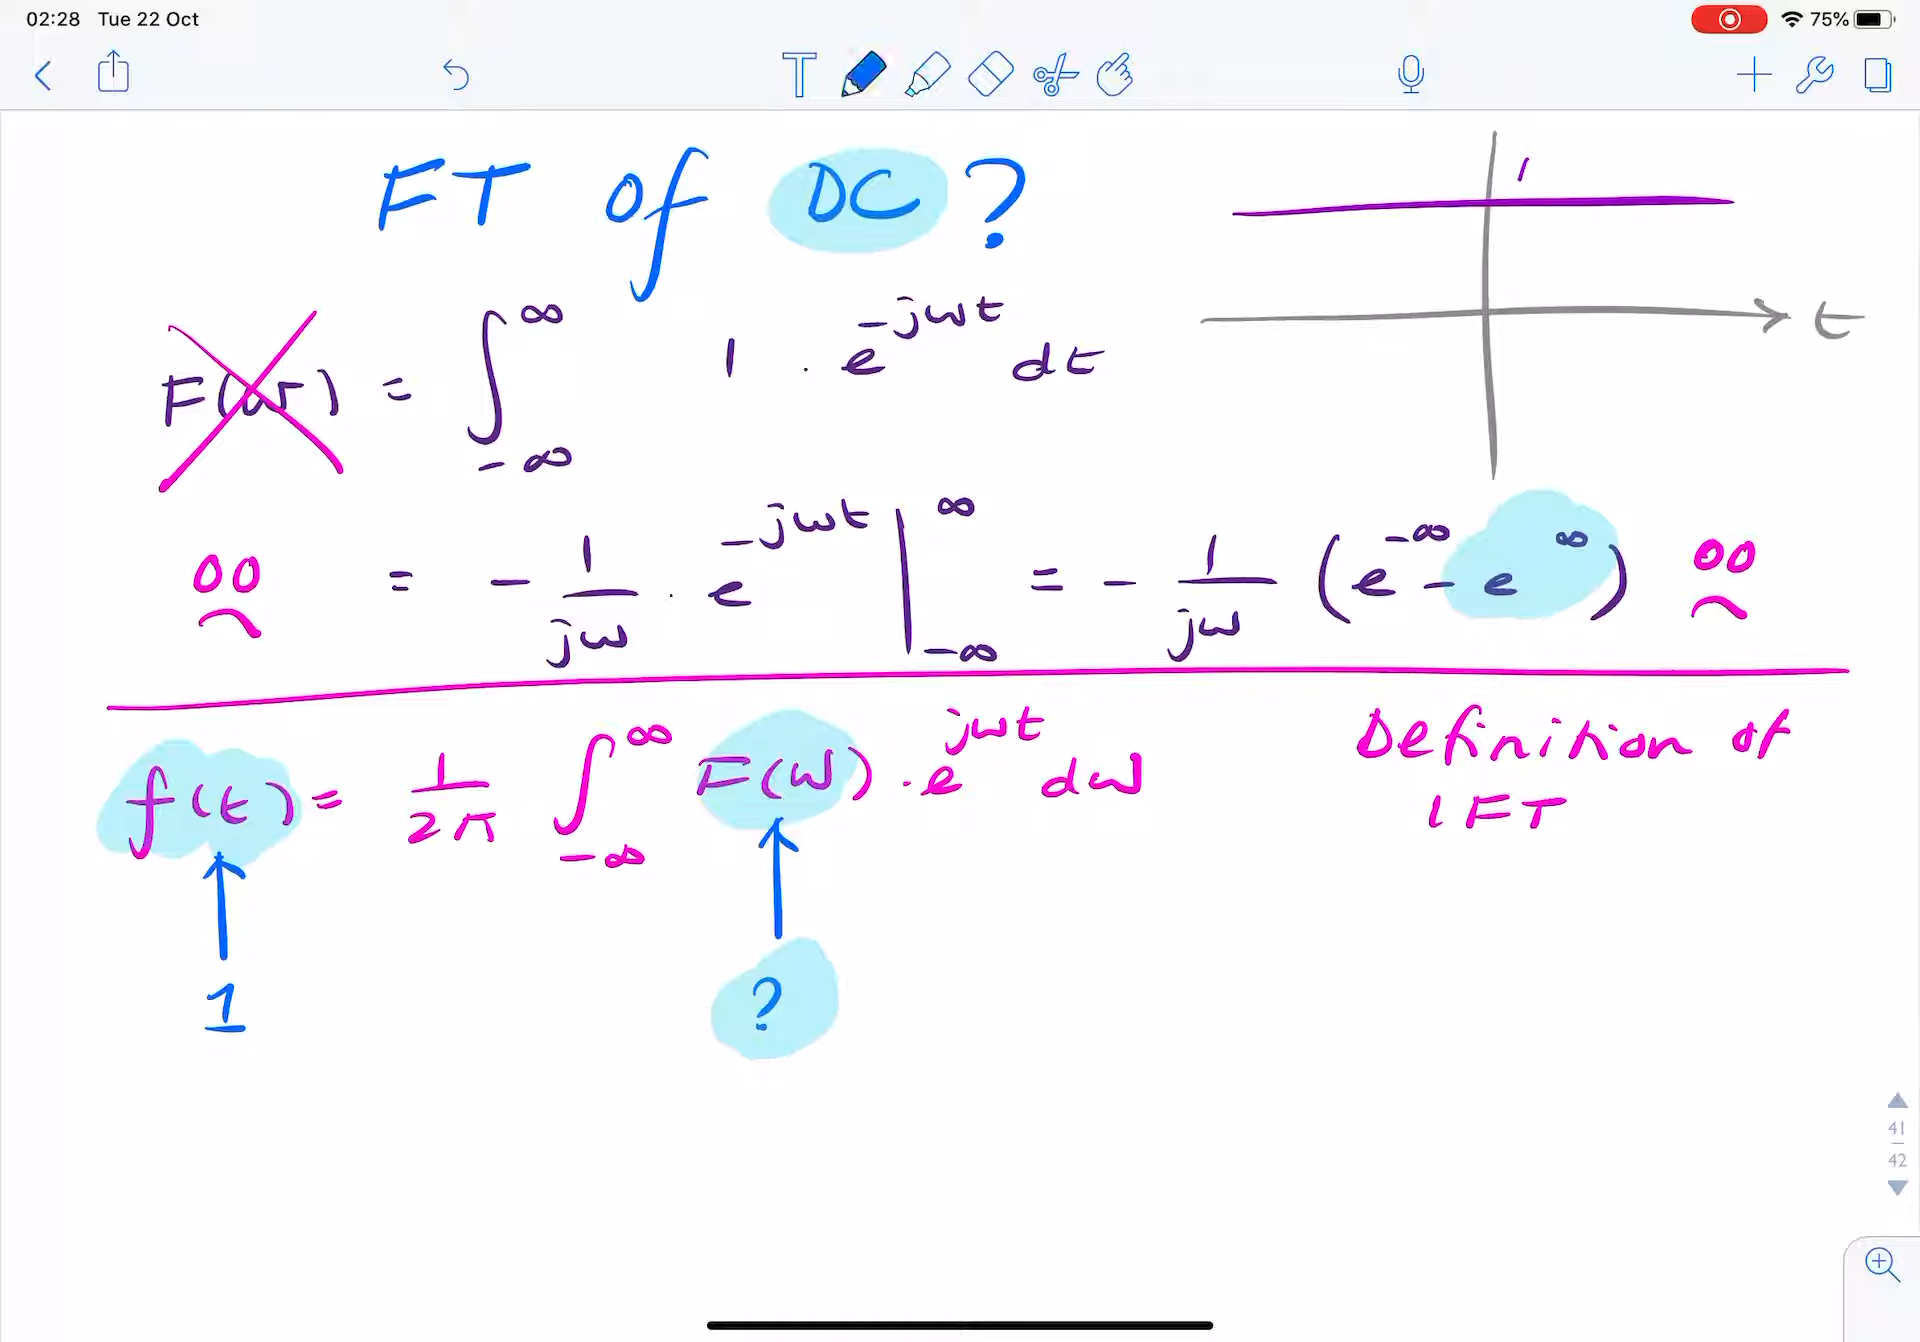 02:28 Tue 22 Oct 75%
T
FT of DC ?
1
t
F(ω) = ∫_{-∞}^{∞} 1 . e^{-jωt} dt
= - 1/jω . e^{-jωt} |_{-∞}^{∞} = - 1/jω (e^{-∞} - e^{∞})
f(t) = 1/2π ∫_{-∞}^{∞} F(ω) . e^{jωt} dω
Definition of
IFT
1
?
41
42